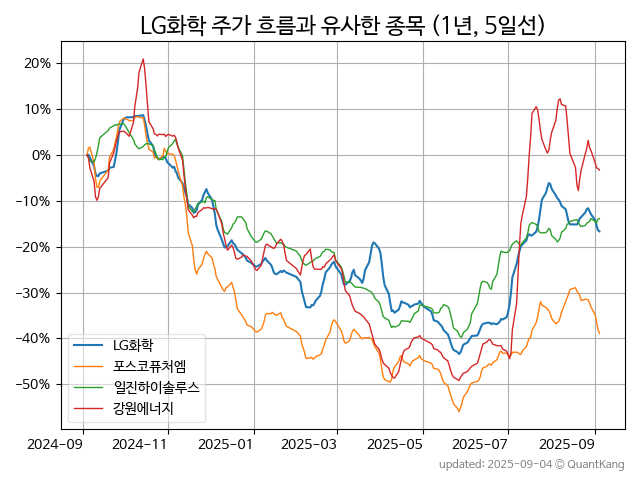 LG화학 주가 흐름과 유사한 종목 (1년, 5일선)
20%
10%
0%
−10%
−20%
−30%
−40%
−50%
LG화학
포스코퓨처엠
일진하이솔루스
강원에너지
2024-09 2024-11 2025-01 2025-03 2025-05 2025-07 2025-09
updated: 2025-09-04 © QuantKang